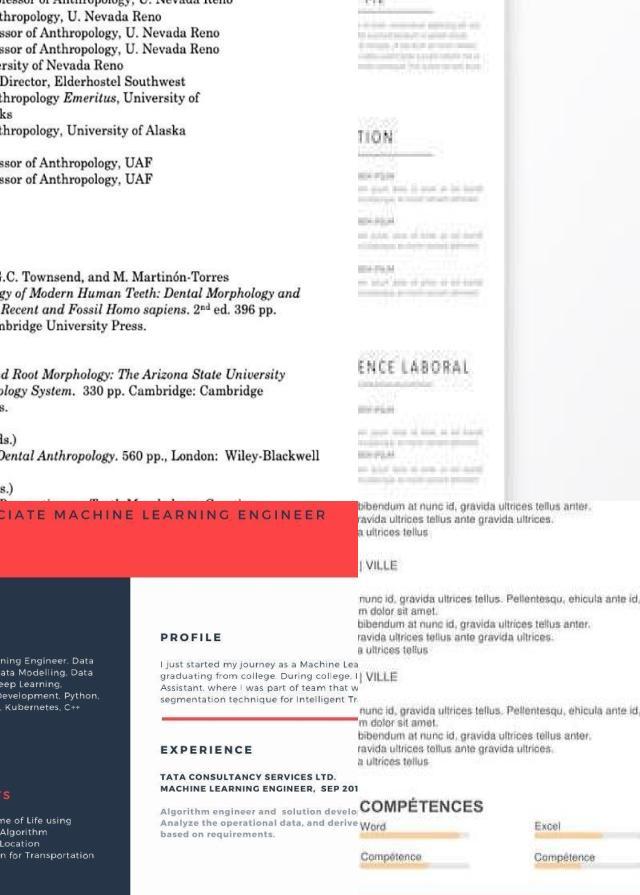 fessor of Anthropology, U. Nevada Reno
thropology, U. Nevada Reno
ssor of Anthropology, U. Nevada Reno
ssor of Anthropology, U. Nevada Reno
ersity of Nevada Reno
Director, Elderhostel Southwest
thropology Emeritus, University of
ks
thropology, University of Alaska
ssor of Anthropology, UAF
ssor of Anthropology, UAF
G.C. Townsend, and M. Martinón-Torres
gy of Modern Human Teeth: Dental Morphology and
Recent and Fossil Homo sapiens. 2nd ed. 396 pp.
mbridge University Press.
d Root Morphology: The Arizona State University
ology System. 330 pp. Cambridge: Cambridge
s.
ds.)
Dental Anthropology. 560 pp., London: Wiley-Blackwell
s.)
TION
ENCE LABORAL
CIATE MACHINE LEARNING ENGINEER
ning Engineer, Data
ata Modelling, Data
eep Learning,
Development, Python,
, Kubernetes, C++
TS
me of Life using
Algorithm
Location
n for Transportation
PROFILE
I just started my journey as a Machine Lea
graduating from college. During college, I
Assistant, where I was part of team that w
segmentation technique for Intelligent Tr
EXPERIENCE
TATA CONSULTANCY SERVICES LTD.
MACHINE LEARNING ENGINEER, SEP 201
Algorithm engineer and solution develo
Analyze the operational data, and derive
based on requirements.
bibendum at nunc id, gravida ultrices tellus anter.
ravida ultrices tellus ante gravida ultrices.
a ultrices tellus
| VILLE
nunc id, gravida ultrices tellus. Pellentesqu, ehicula ante id,
m dolor sit amet.
bibendum at nunc id, gravida ultrices tellus anter.
ravida ultrices tellus ante gravida ultrices.
a ultrices tellus
| VILLE
nunc id, gravida ultrices tellus. Pellentesqu, ehicula ante id,
m dolor sit amet.
bibendum at nunc id, gravida ultrices tellus anter.
ravida ultrices tellus ante gravida ultrices.
a ultrices tellus
COMPÉTENCES
Word Excel
Compétence Compétence